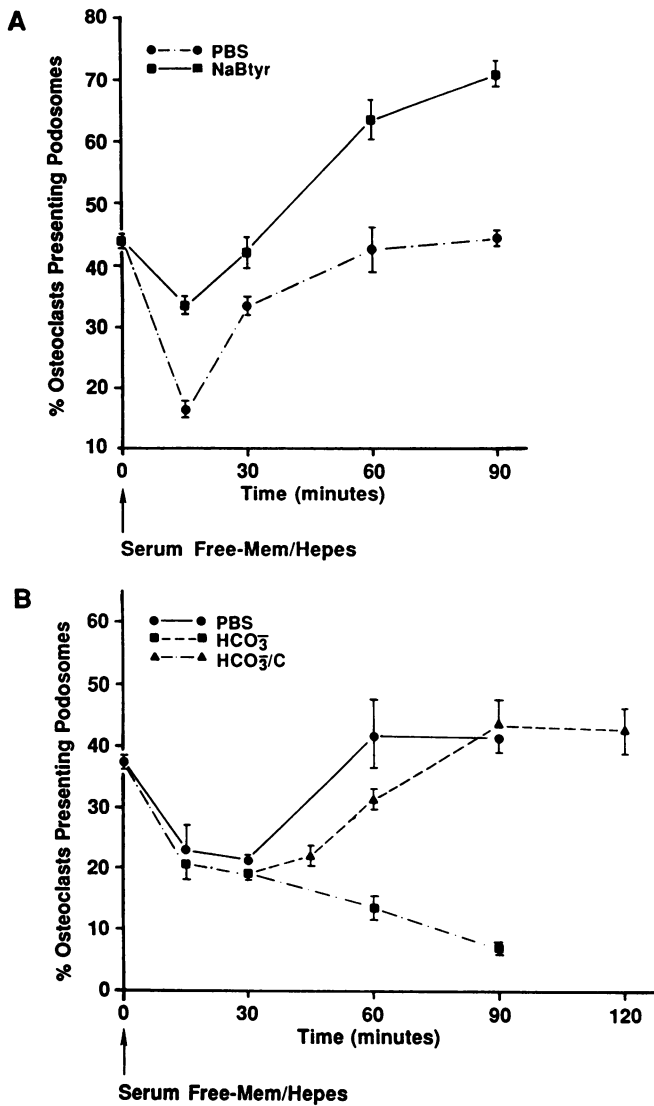 A
80
70
60
50
40
30
20
10
% Osteoclasts Presenting Podosomes
PBS
NaBtyr
0 30 60 90
Time (minutes)
Serum Free-Mem/Hepes
B
60
50
40
30
20
10
0
% Osteoclasts Presenting Podosomes
PBS
HCO3̄
HCO3̄/C
0 30 60 90 120
Time (minutes)
Serum Free-Mem/Hepes